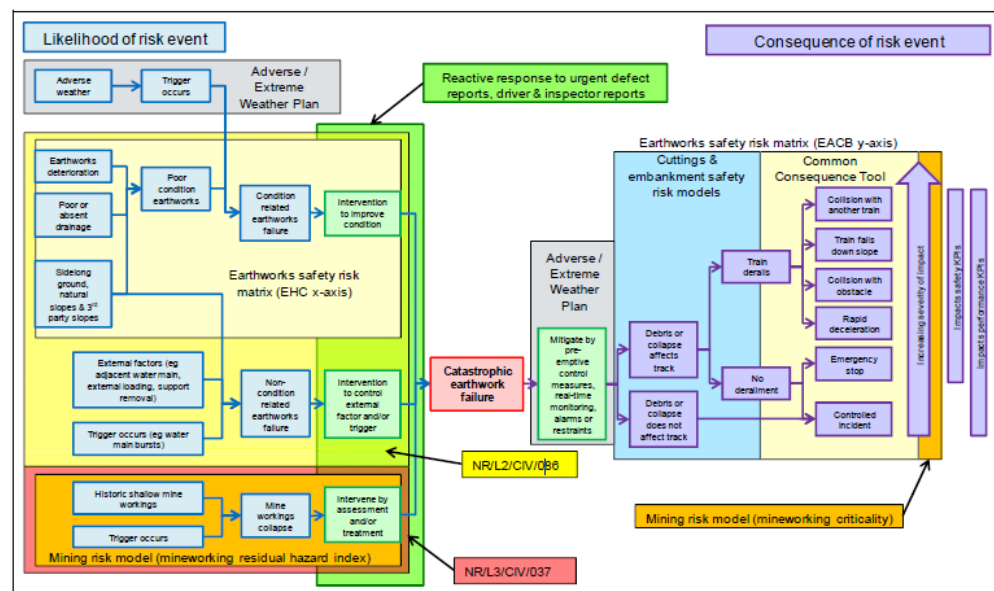 Likelihood of risk event
Consequence of risk event
Adverse
weather
Trigger
occurs
Adverse /
Extreme
Weather Plan
Reactive response to urgent defect
reports, driver & inspector reports
Earthworks
deterioration
Poor or
absent
drainage
Sidelong
ground,
natural
slopes & 3rd
party slopes
Poor
condition
earthworks
Condition
related
earthworks
failure
Intervention
to improve
condition
Earthworks safety risk
matrix (EHC x-axis)
External factors (eg
adjacent water main,
external loading, support
removal)
Trigger occurs (eg water
main bursts)
Non-
condition
related
earthworks
failure
Intervention
to control
external
factor and/or
trigger
Catastrophic
earthwork
failure
NR/L2/CIV/086
Historic shallow mine
workings
Trigger occurs
Mine
workings
collapse
Intervene by
assessment
and/or
treatment
Mining risk model (mineworking residual hazard index)
NR/L3/CIV/037
Adverse /
Extreme
Weather
Plan
Mitigate by
pre-
emptive
control
measures,
real-time
monitoring,
alarms or
restraints
Earthworks safety risk matrix (EACB y-axis)
Cuttings &
embankment safety
risk models
Common
Consequence Tool
Debris or
collapse
affects
track
Debris or
collapse
does not
affect track
Train
derails
No
derailment
Collision with
another train
Train falls
down slope
Collision with
obstacle
Rapid
deceleration
Emergency
stop
Controlled
incident
Increasing severity of impact
Impacts safety KPIs
Impacts performance KPIs
Mining risk model (mineworking criticality)